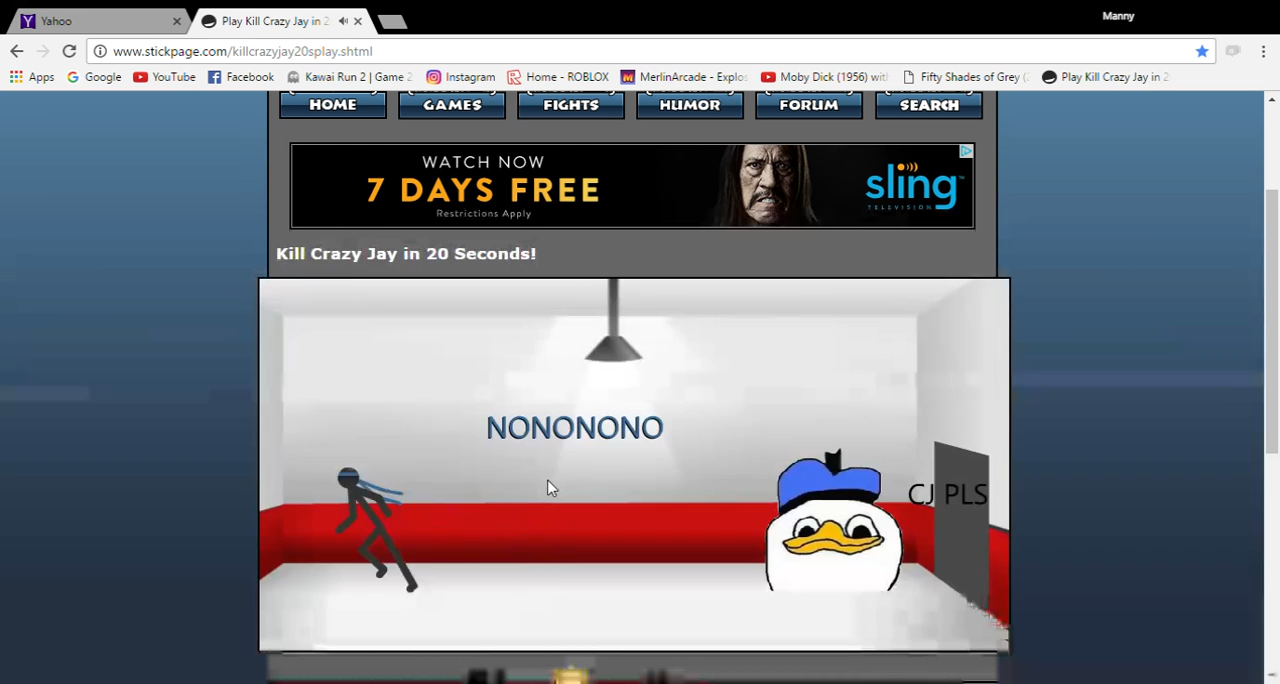 Manny
Yahoo
Play Kill Crazy Jay in 2
www.stickpage.com/killcrazyjay20splay.shtml
Apps Google YouTube Facebook Kawai Run 2 | Game 2 Instagram Home - ROBLOX MerlinArcade - Explos Moby Dick (1956) wit Fifty Shades of Grey ( Play Kill Crazy Jay in 2
HOME GAMES FIGHTS HUMOR FORUM SEARCH
WATCH NOW
7 DAYS FREE
Restrictions Apply
sling
TELEVISION
Kill Crazy Jay in 20 Seconds!
NONONONO
CJ PLS